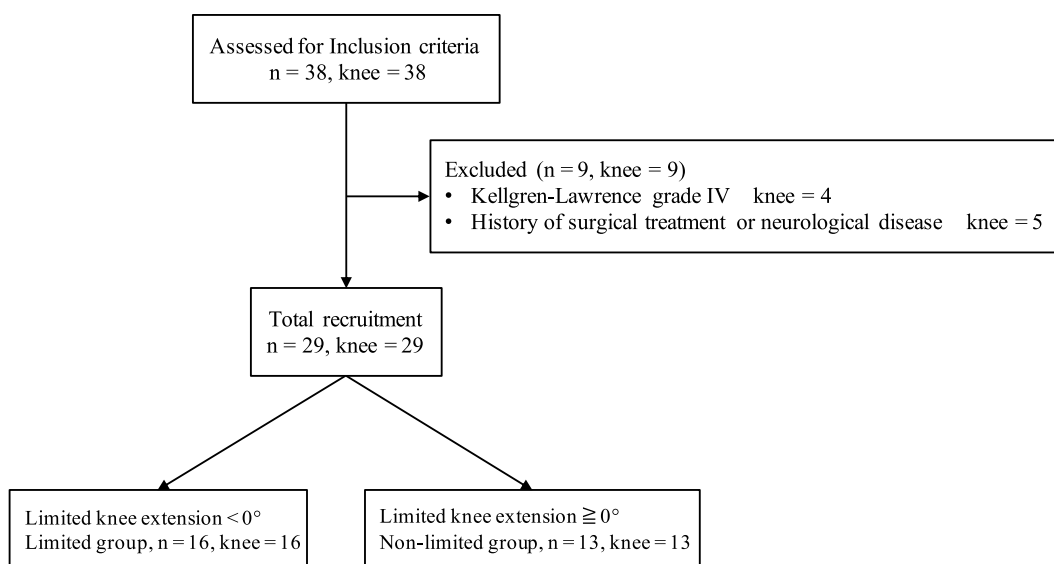 Assessed for Inclusion criteria
n = 38, knee = 38
Excluded (n = 9, knee = 9)
• Kellgren-Lawrence grade IV knee = 4
• History of surgical treatment or neurological disease knee = 5
Total recruitment
n = 29, knee = 29
Limited knee extension < 0°
Limited group, n = 16, knee = 16
Limited knee extension ≧ 0°
Non-limited group, n = 13, knee = 13